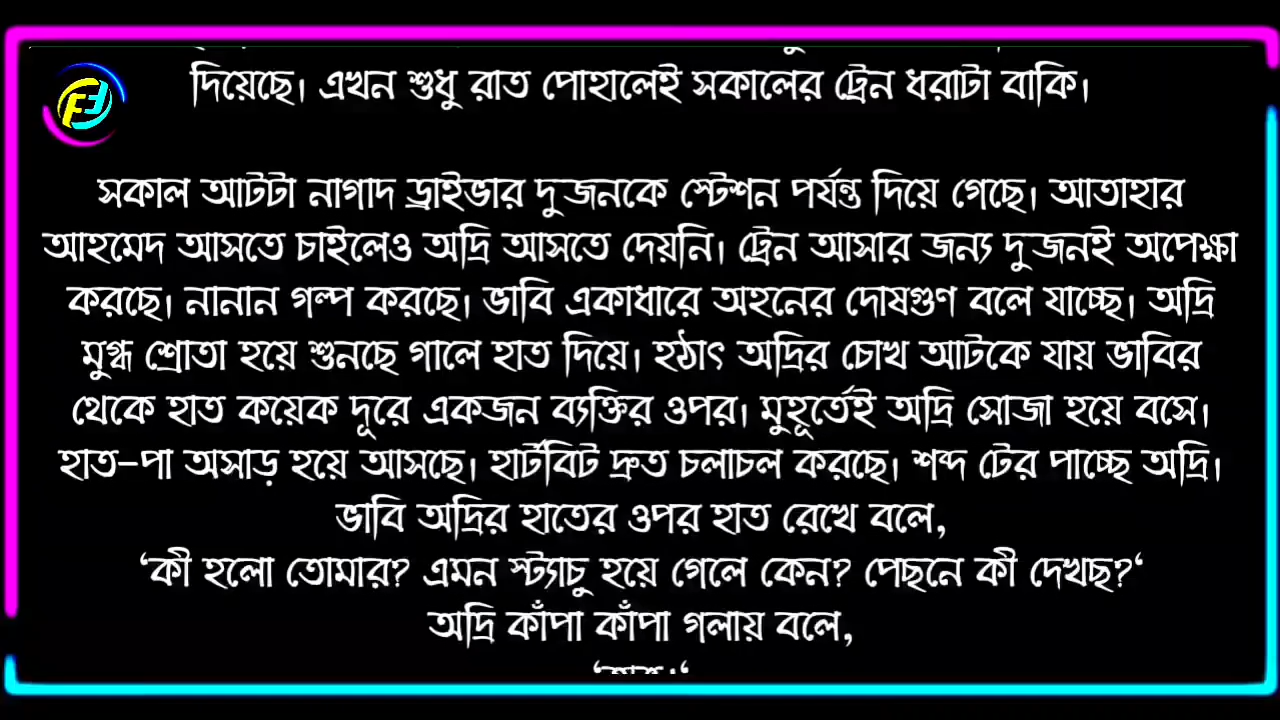 দিয়েছে। এখন শুধু রাত পোহালেই সকালের ট্রেন ধরাটা বাকি।
সকাল আটটা নাগাদ ড্রাইভার দু'জনকে স্টেশন পর্যন্ত দিয়ে গেছে। আতাহার
আহমেদ আসতে চাইলেও অদ্রি আসতে দেয়নি। ট্রেন আসার জন্য দু'জনই অপেক্ষা
করছে। নানান গল্প করছে। ভাবি একাধারে অহনের দোষগুণ বলে যাচ্ছে। অদ্রি
মুগ্ধ শ্রোতা হয়ে শুনছে গালে হাত দিয়ে। হঠাৎ অদ্রির চোখ আটকে যায় ভাবির
থেকে হাত কয়েক দূরে একজন ব্যক্তির ওপর। মুহূর্তেই অদ্রি সোজা হয়ে বসে।
হাত-পা অসাড় হয়ে আসছে। হার্টবিট দ্রুত চলাচল করছে। শব্দ টের পাচ্ছে অদ্রি।
ভাবি অদ্রির হাতের ওপর হাত রেখে বলে,
‘কী হলো তোমার? এমন স্ট্যাচু হয়ে গেলে কেন? পেছনে কী দেখছ?‘
অদ্রি কাঁপা কাঁপা গলায় বলে,